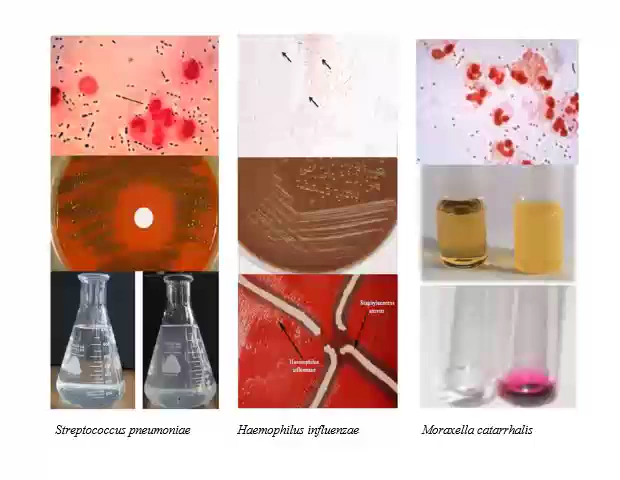 Staphylococcus
aureus
Haemophilus
influenzae
Streptococcus pneumoniae
Haemophilus influenzae
Moraxella catarrhalis